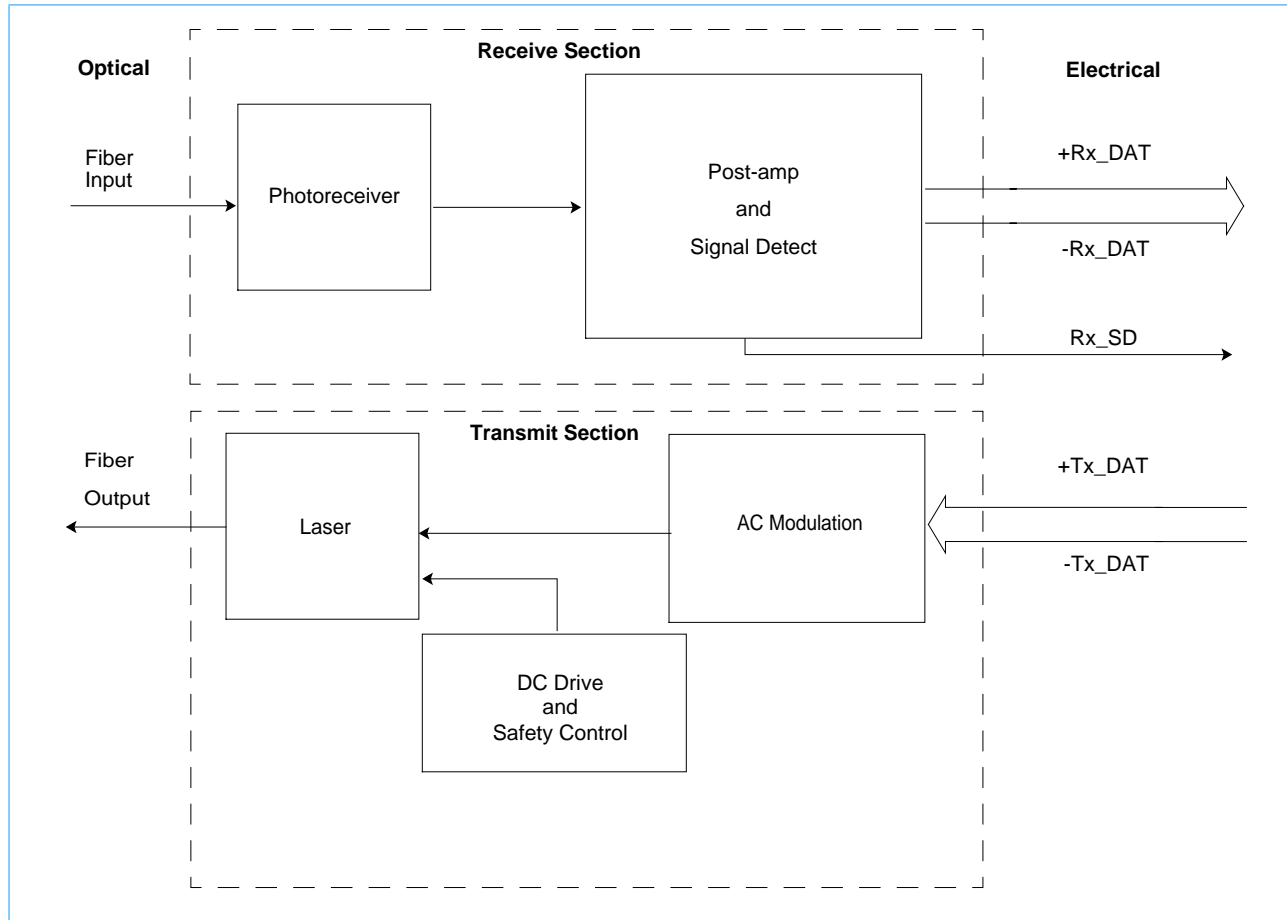 Receive Section
Optical
Electrical
Fiber
Input
Photoreceiver
Post-amp
and
Signal Detect
+Rx_DAT
-Rx_DAT
Rx_SD
Transmit Section
Fiber
Output
Laser
AC Modulation
+Tx_DAT
-Tx_DAT
DC Drive
and
Safety Control